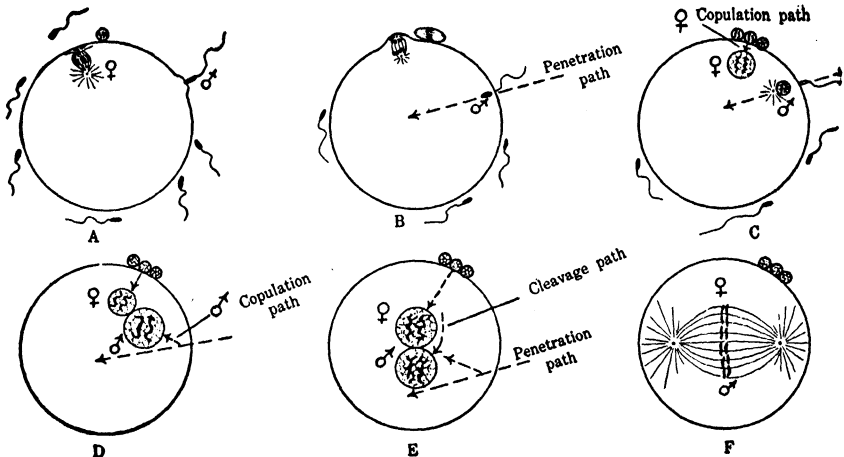 ♀
♂
A
Penetration
path
♂
B
♀ Copulation path
♀
♂
C
♀
♂
♂
Copulation
path
D
♀
♂
Cleavage path
Penetration
path
E
♀
♂
F